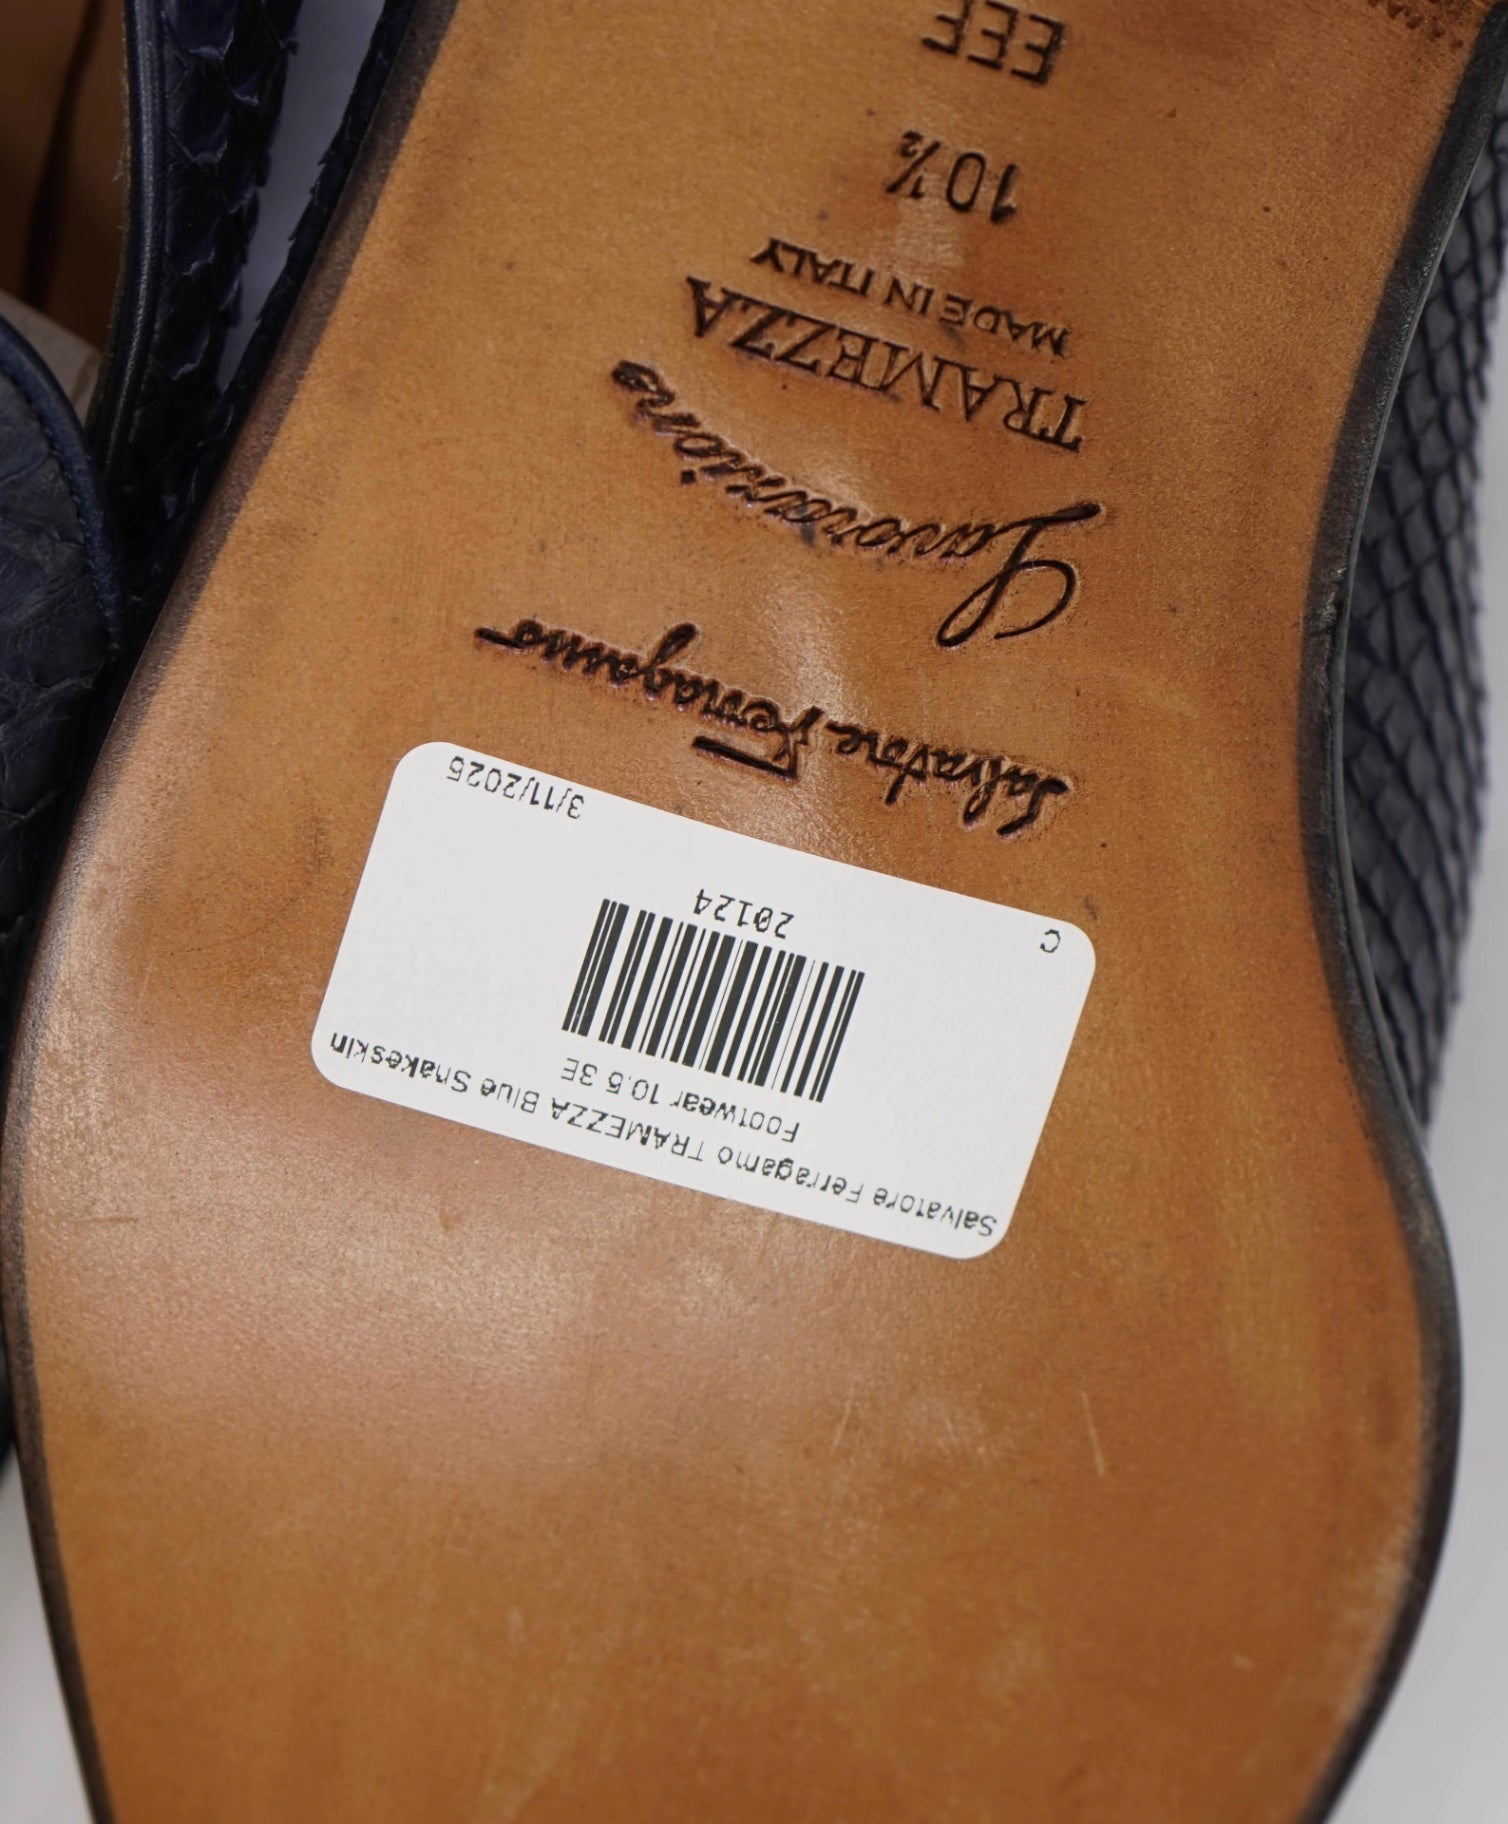 Salvatore Ferragamo TRAMEZZA Blue Snakeskin
Footwear 10.5 3E
20124
C
3/11/2025
Salvatore Ferragamo
Lavorazione
TRAMEZZA
MADE IN ITALY
10½
EEE